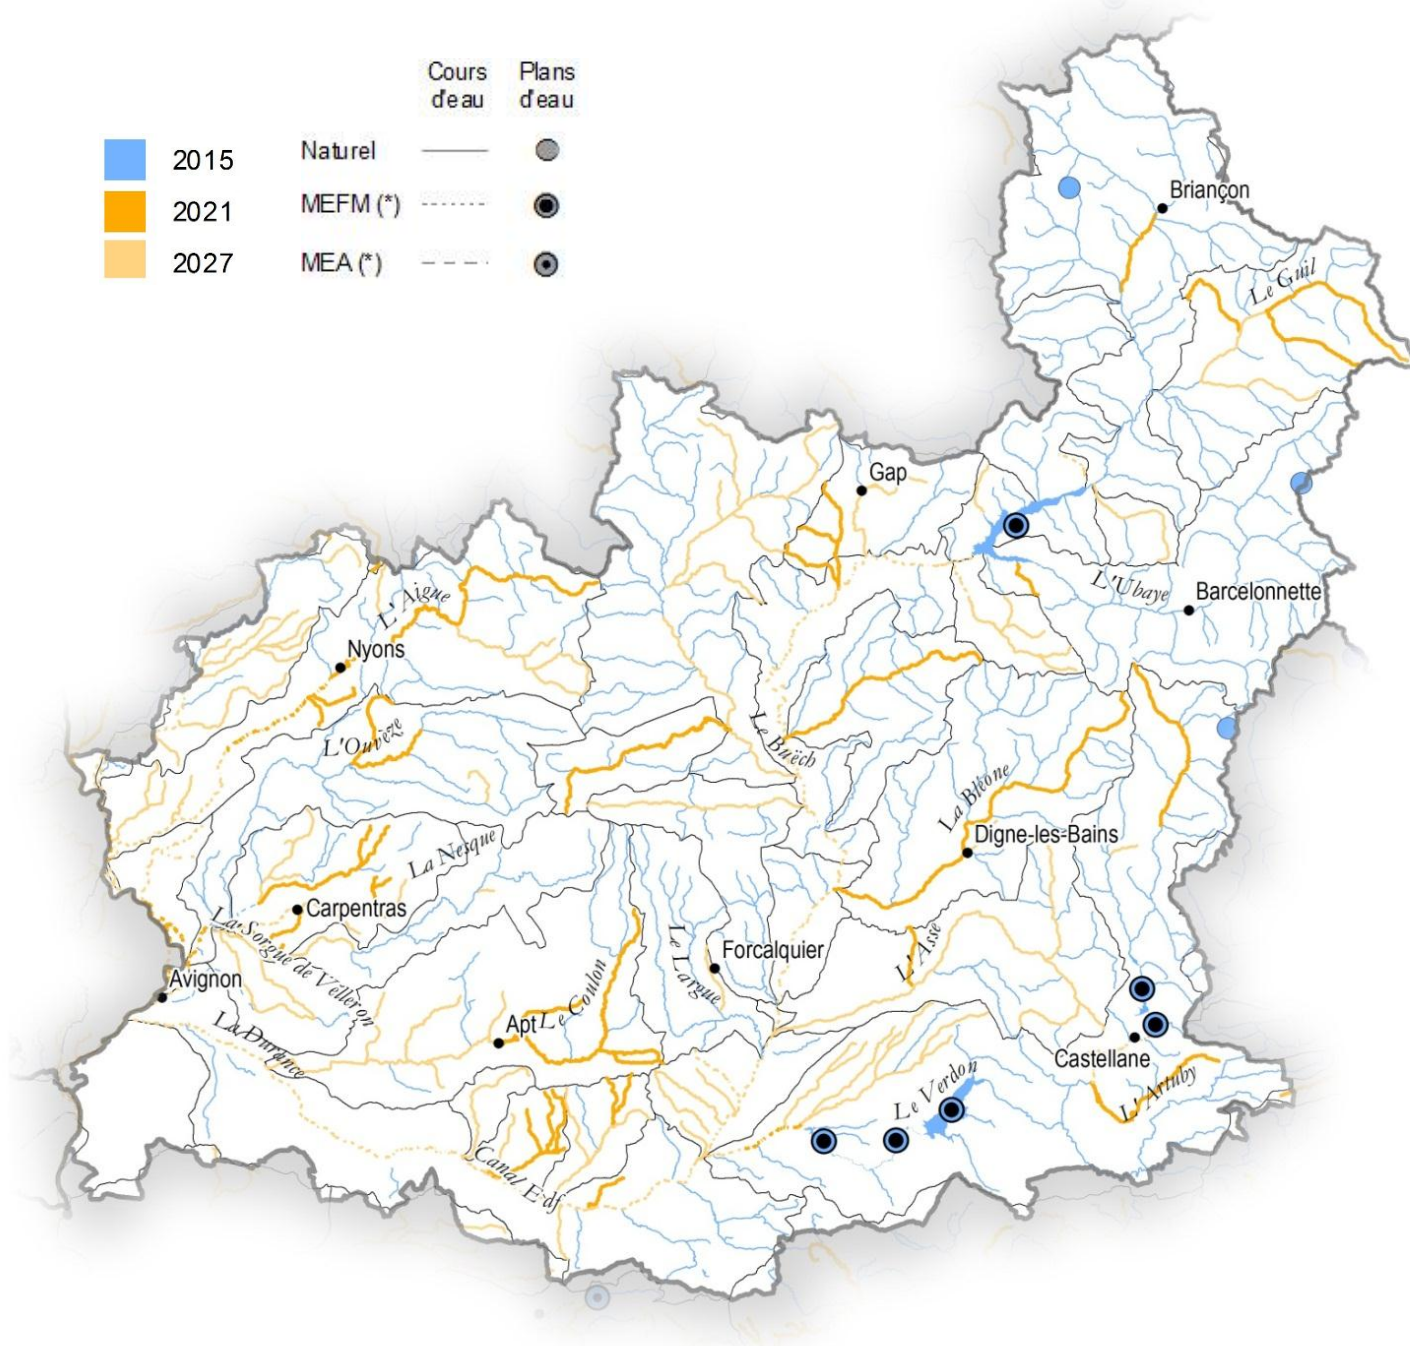 Cours
d'eau
Plans
d'eau
2015
Naturel
2021
MEFM (*)
2027
MEA (*)
Briançon
Le Guil
Gap
L'Ubaye
Barcelonnette
L' Aigue
Nyons
L'Ouvèze
Le Buëch
La Bléone
Digne-les-Bains
La Nesque
Carpentras
La Sorgue de Velleron
Forcalquier
Le Largue
L'Asse
Avignon
Le Coulon
Apt
La Durance
Castellane
Le Verdon
L' Artuby
Canal Edf